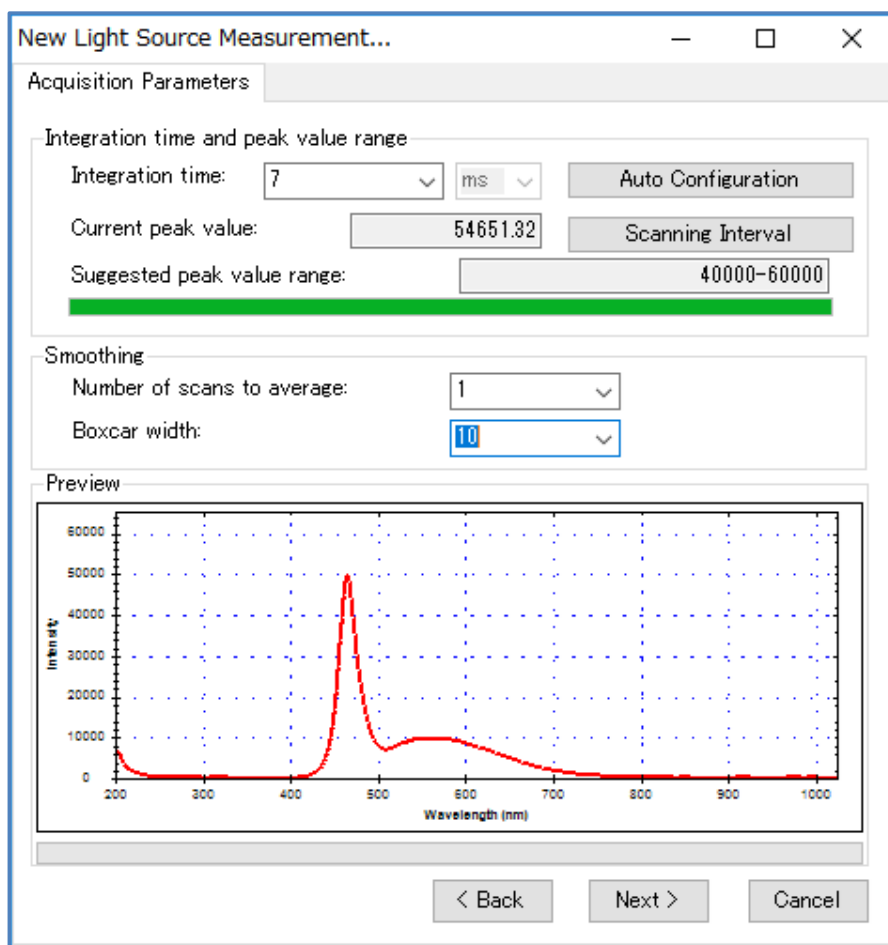 New Light Source Measurement...
Acquisition Parameters
Integration time and peak value range
Integration time: 7 ms Auto Configuration
Current peak value: 54651.32 Scanning Interval
Suggested peak value range: 40000-60000
Smoothing
Number of scans to average: 1
Boxcar width: 10
Preview
60000
50000
40000
30000
20000
10000
0
Intensity
200 300 400 500 600 700 800 900 1000
Wavelength (nm)
< Back Next > Cancel